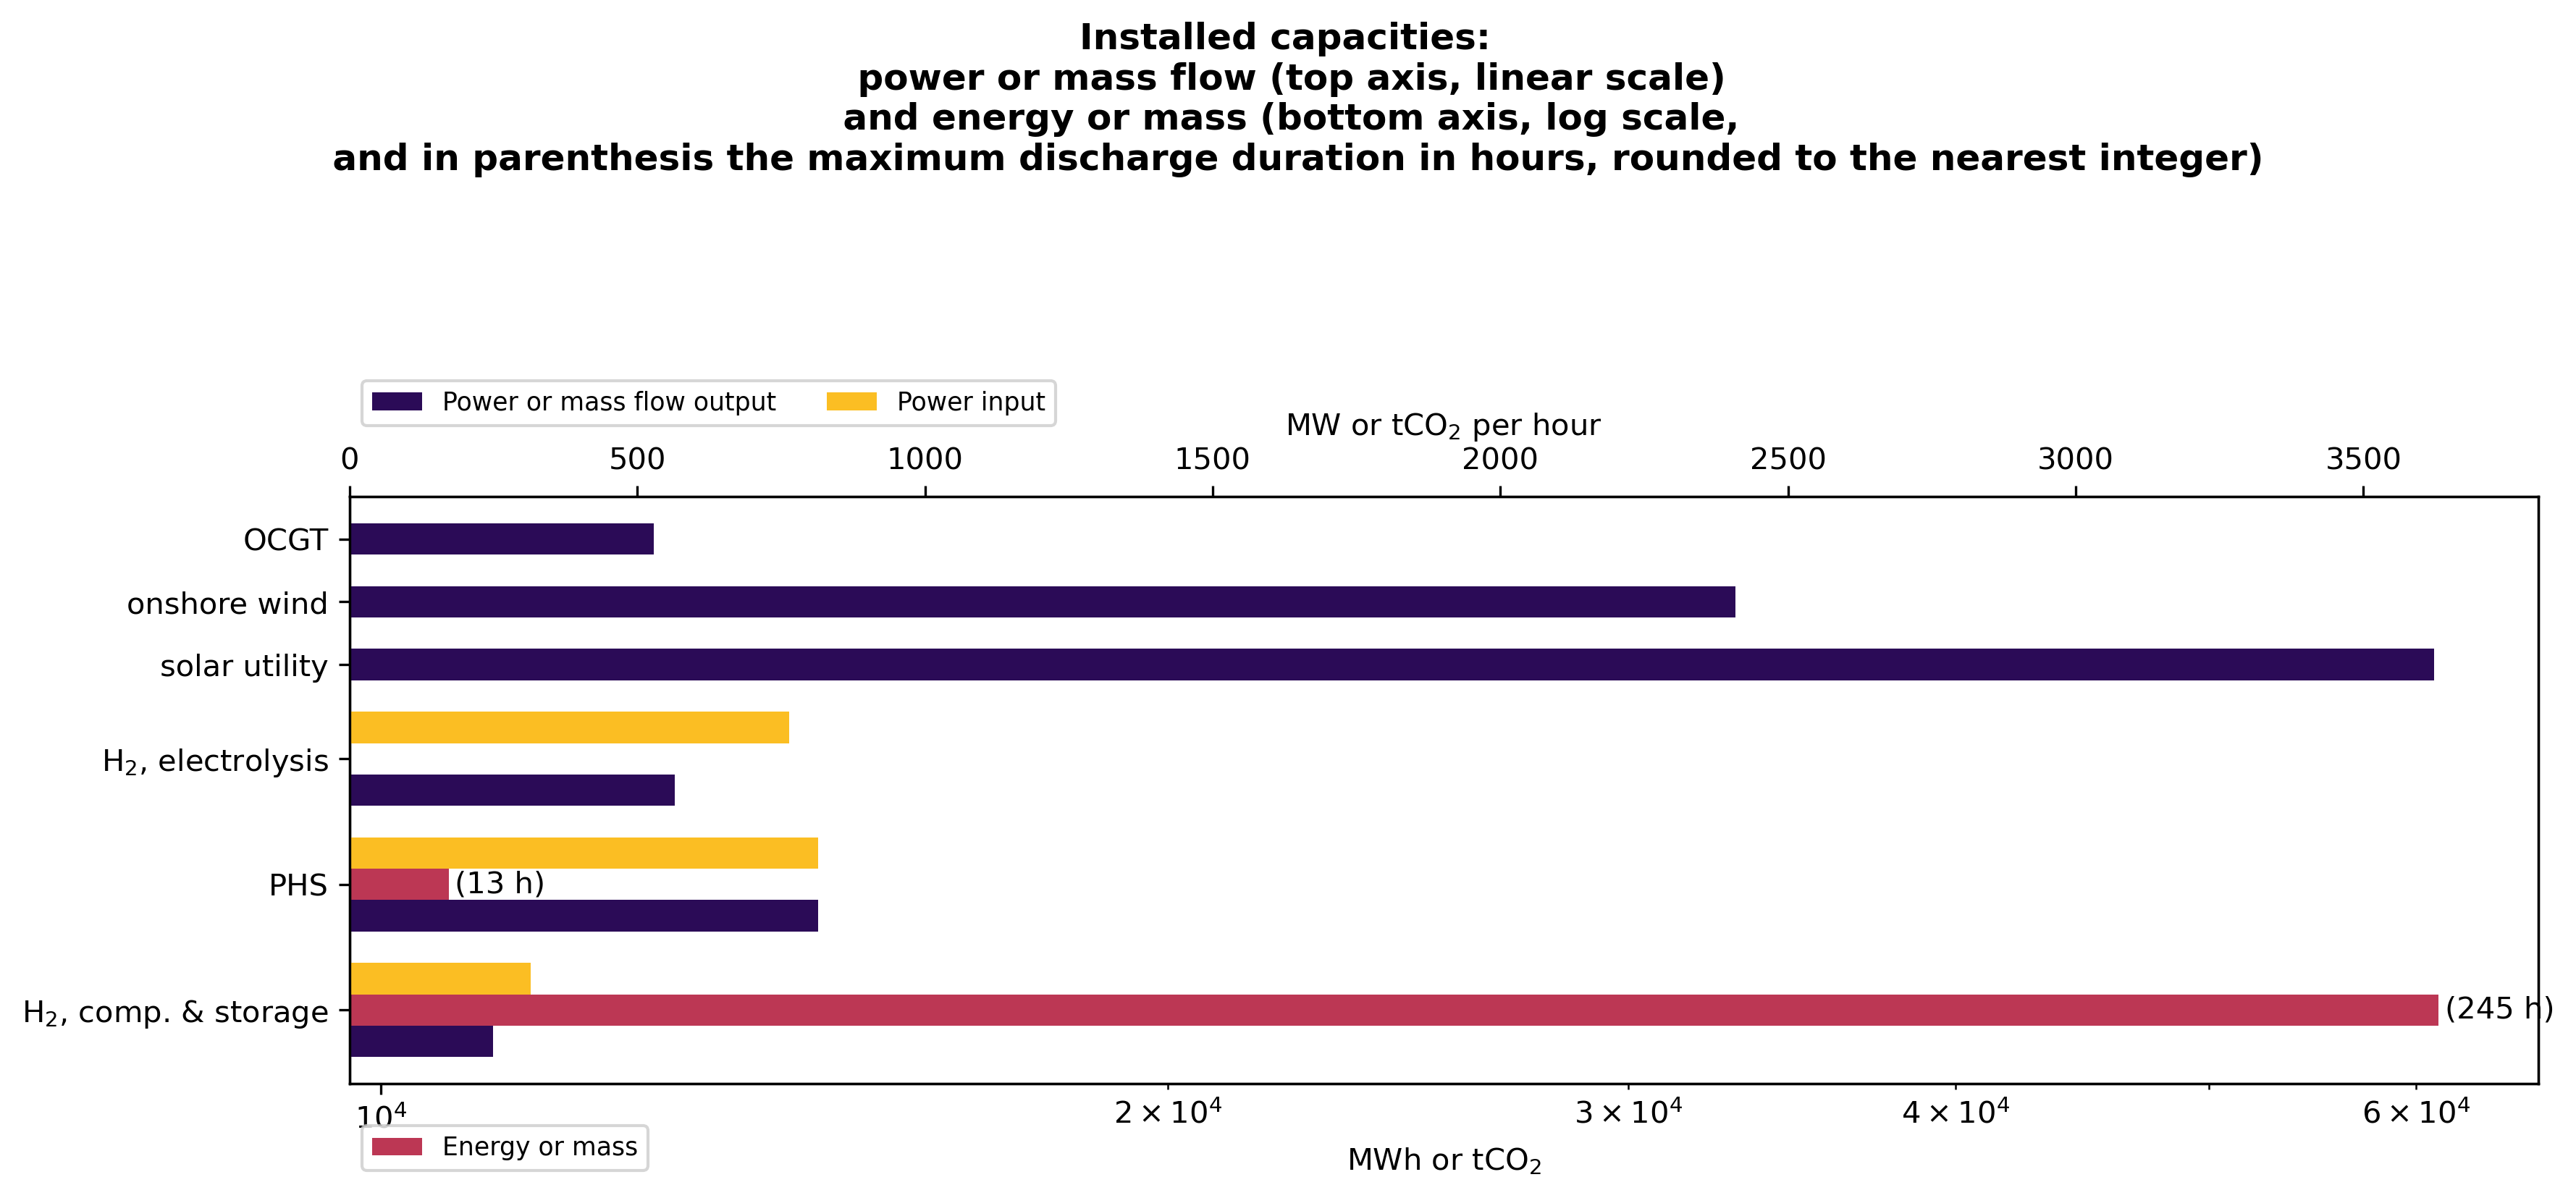 Installed capacities:
power or mass flow (top axis, linear scale)
and energy or mass (bottom axis, log scale,
and in parenthesis the maximum discharge duration in hours, rounded to the nearest integer)
Power or mass flow output Power input
MW or tCO₂ per hour
0 500 1000 1500 2000 2500 3000 3500
OCGT
onshore wind
solar utility
H₂, electrolysis
PHS (13 h)
H₂, comp. & storage (245 h)
10⁴ 2 × 10⁴ 3 × 10⁴ 4 × 10⁴ 6 × 10⁴
Energy or mass
MWh or tCO₂